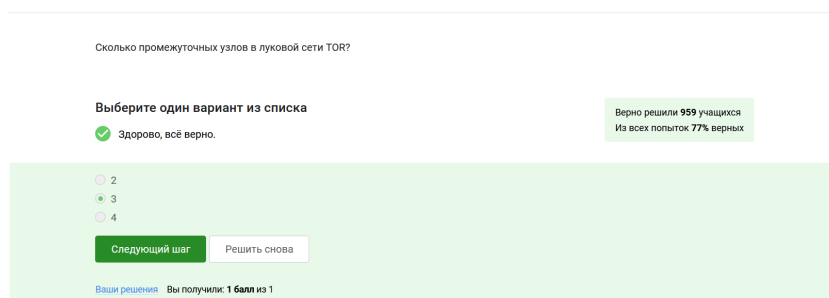 Сколько промежуточных узлов в луковой сети TOR?
Выберите один вариант из списка
Здорово, всё верно.
Верно решили 959 учащихся
Из всех попыток 77% верных
2
3
4
Следующий шаг
Решить снова
Ваши решения Вы получили: 1 балл из 1